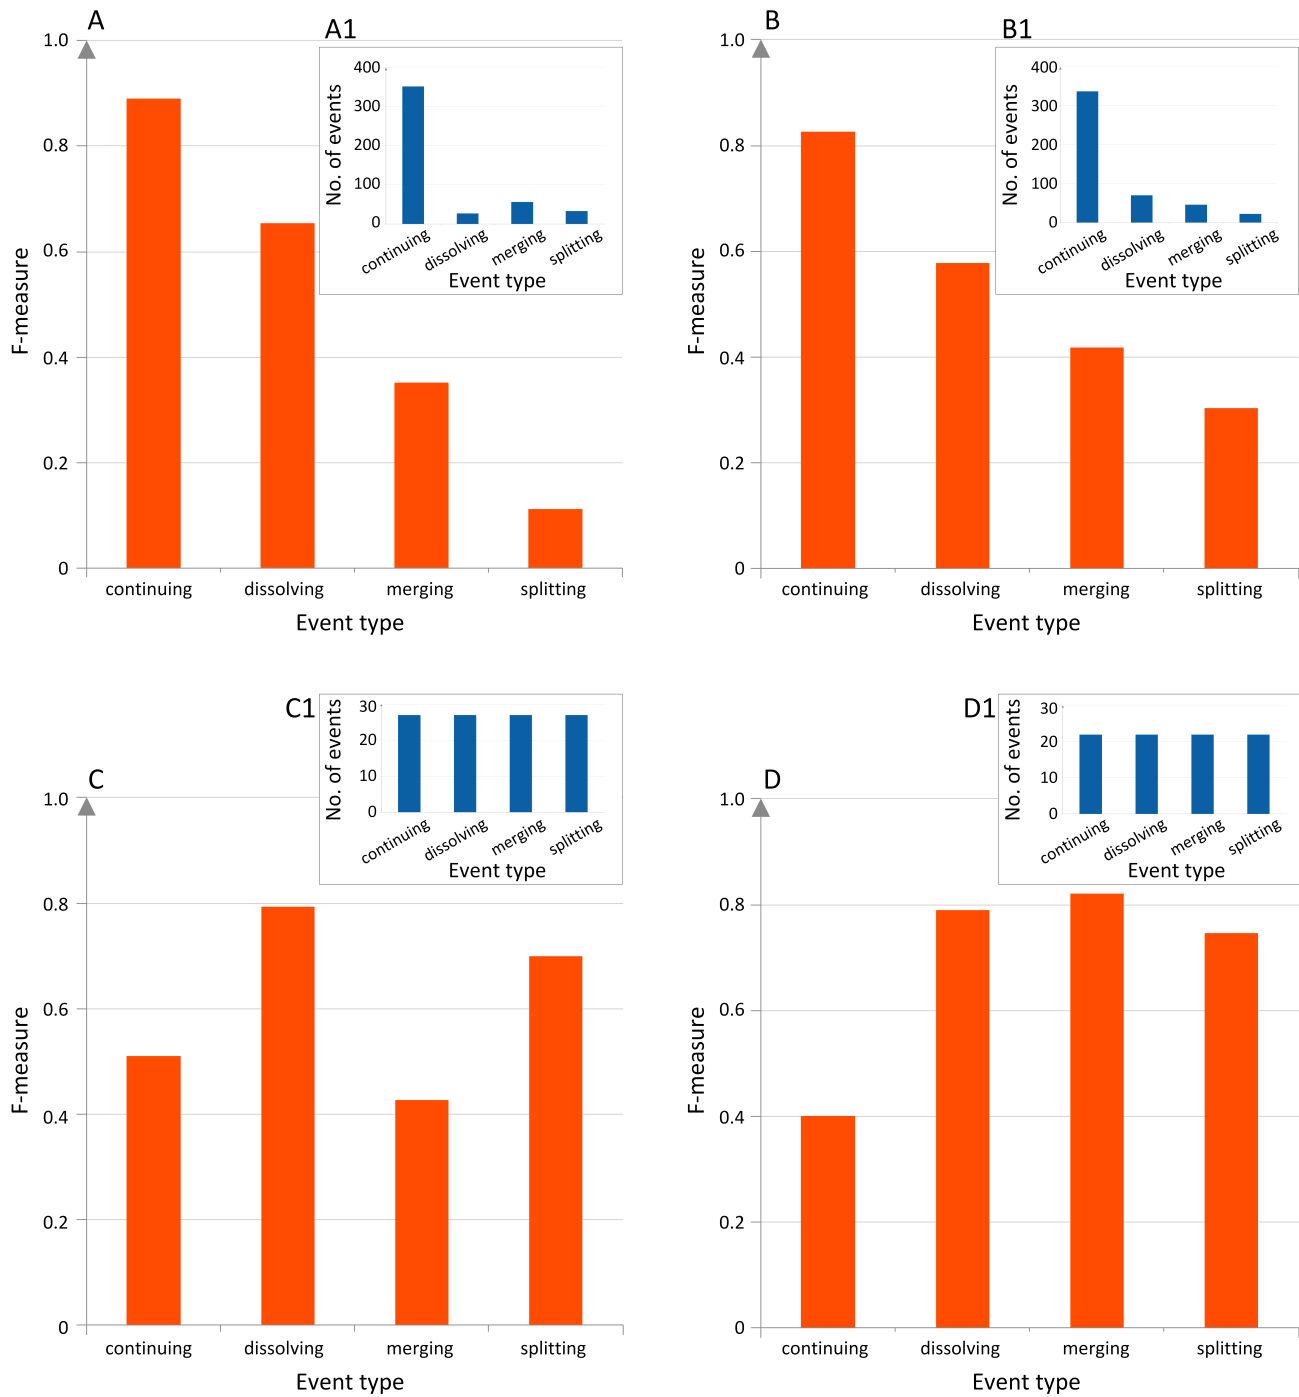 A
A1
1.0
0.8
0.6
0.4
0.2
0
F-measure
continuing dissolving merging splitting
Event type
400
300
200
100
0
No. of events
continuing dissolving merging splitting
Event type
B
B1
1.0
0.8
0.6
0.4
0.2
0
F-measure
continuing dissolving merging splitting
Event type
400
300
200
100
0
No. of events
continuing dissolving merging splitting
Event type
C
C1
1.0
0.8
0.6
0.4
0.2
0
F-measure
continuing dissolving merging splitting
Event type
30
20
10
0
No. of events
continuing dissolving merging splitting
Event type
D
D1
1.0
0.8
0.6
0.4
0.2
0
F-measure
continuing dissolving merging splitting
Event type
30
20
10
0
No. of events
continuing dissolving merging splitting
Event type